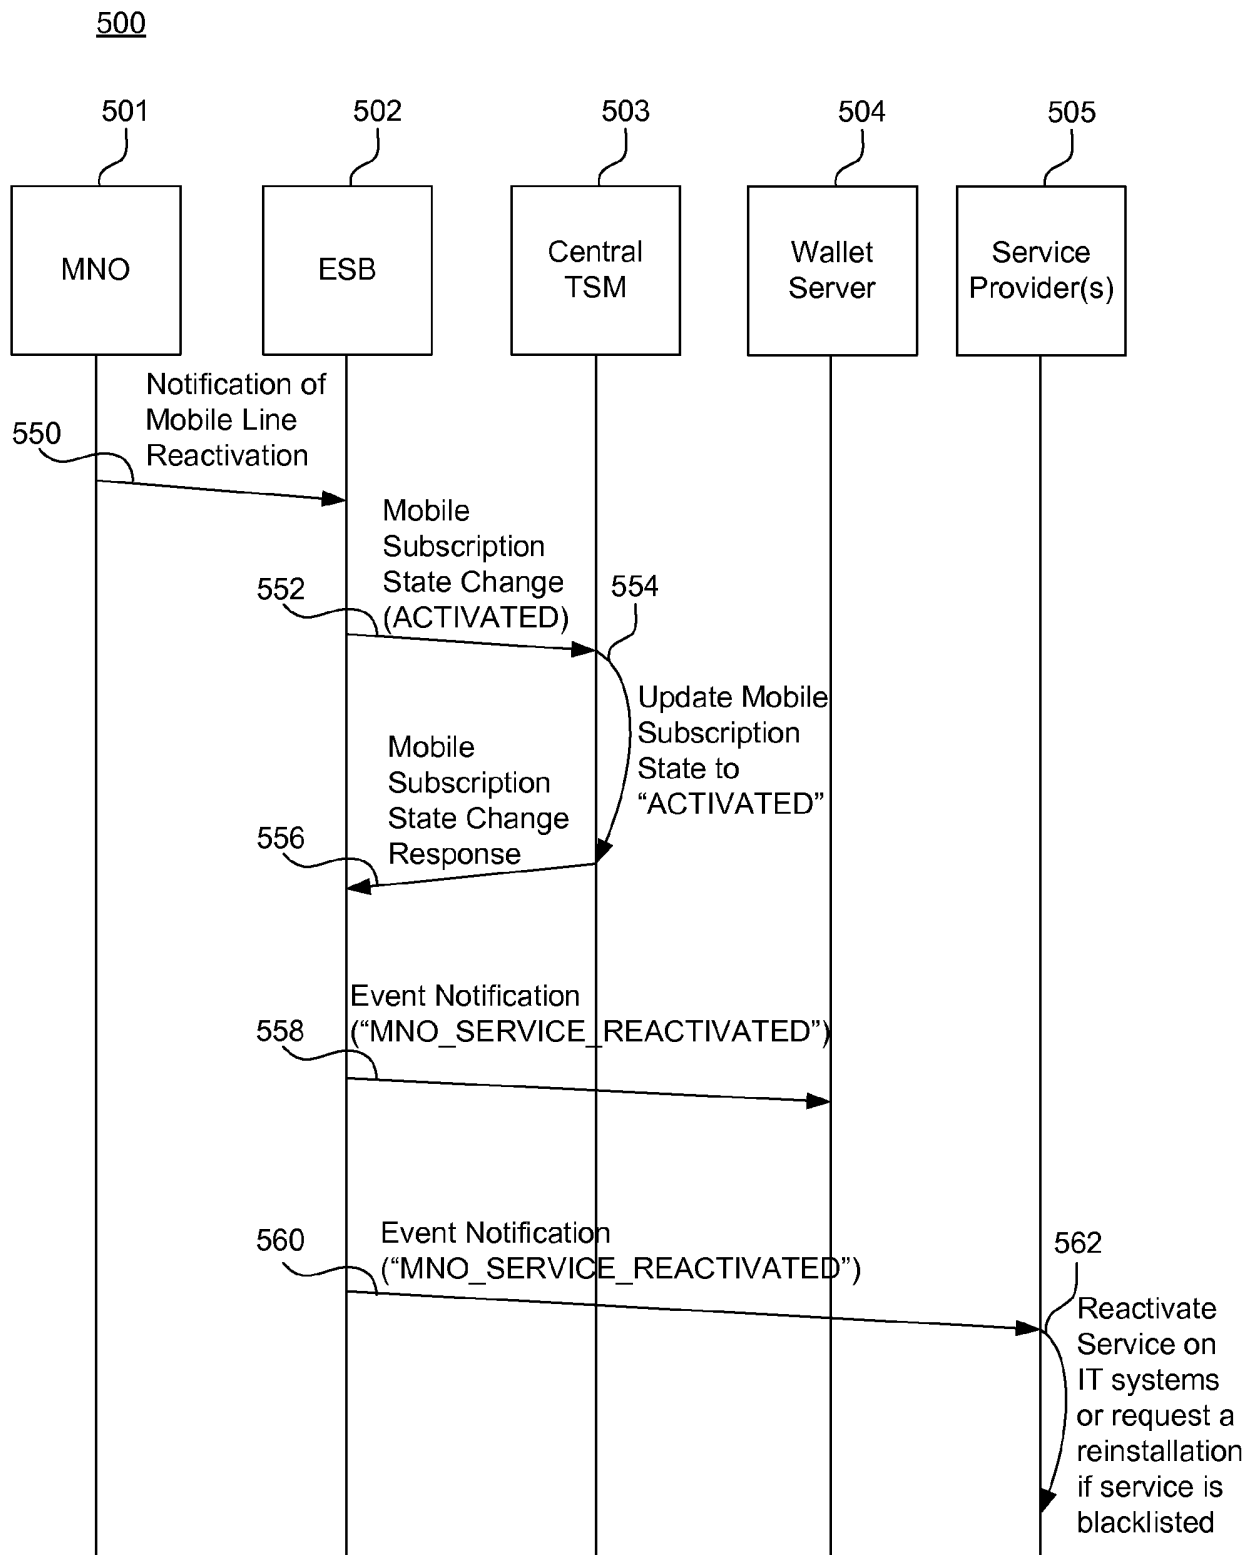 500
501
502
503
504
505
MNO
ESB
Central
TSM
Wallet
Server
Service
Provider(s)
Notification of
Mobile Line
Reactivation
550
Mobile
Subscription
State Change
(ACTIVATED)
552
554
Update Mobile
Subscription
State to
“ACTIVATED”
Mobile
Subscription
State Change
Response
556
Event Notification
(“MNO_SERVICE_REACTIVATED”)
558
Event Notification
(“MNO_SERVICE_REACTIVATED”)
560
562
Reactivate
Service on
IT systems
or request a
reinstallation
if service is
blacklisted